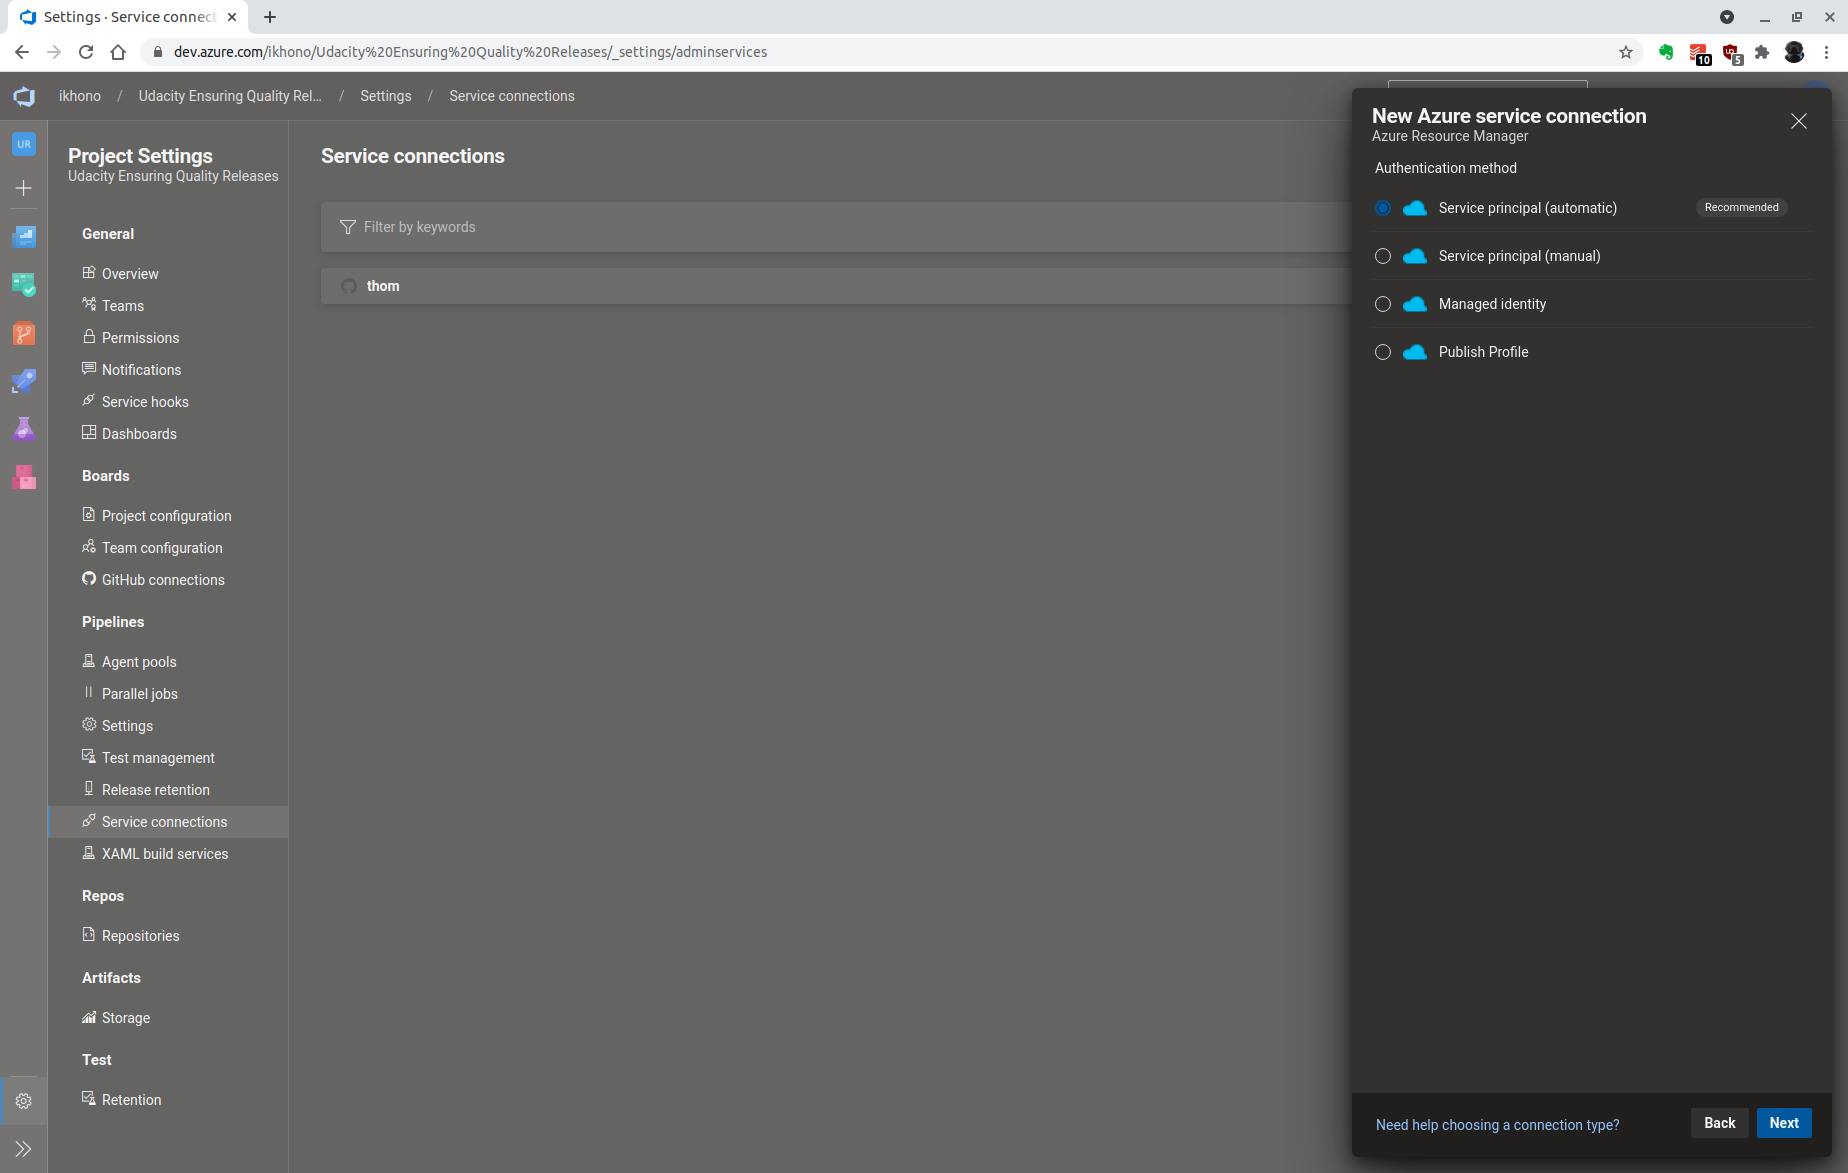 Settings · Service connect
dev.azure.com/ikhono/Udacity%20Ensuring%20Quality%20Releases/_settings/adminservices
10
5
ikhono / Udacity Ensuring Quality Rel... / Settings / Service connections
UR
Project Settings
Udacity Ensuring Quality Releases
General
Overview
Teams
Permissions
Notifications
Service hooks
Dashboards
Boards
Project configuration
Team configuration
GitHub connections
Pipelines
Agent pools
Parallel jobs
Settings
Test management
Release retention
Service connections
XAML build services
Repos
Repositories
Artifacts
Storage
Test
Retention
Service connections
Filter by keywords
thom
New Azure service connection
Azure Resource Manager
Authentication method
Service principal (automatic) Recommended
Service principal (manual)
Managed identity
Publish Profile
Need help choosing a connection type? Back Next